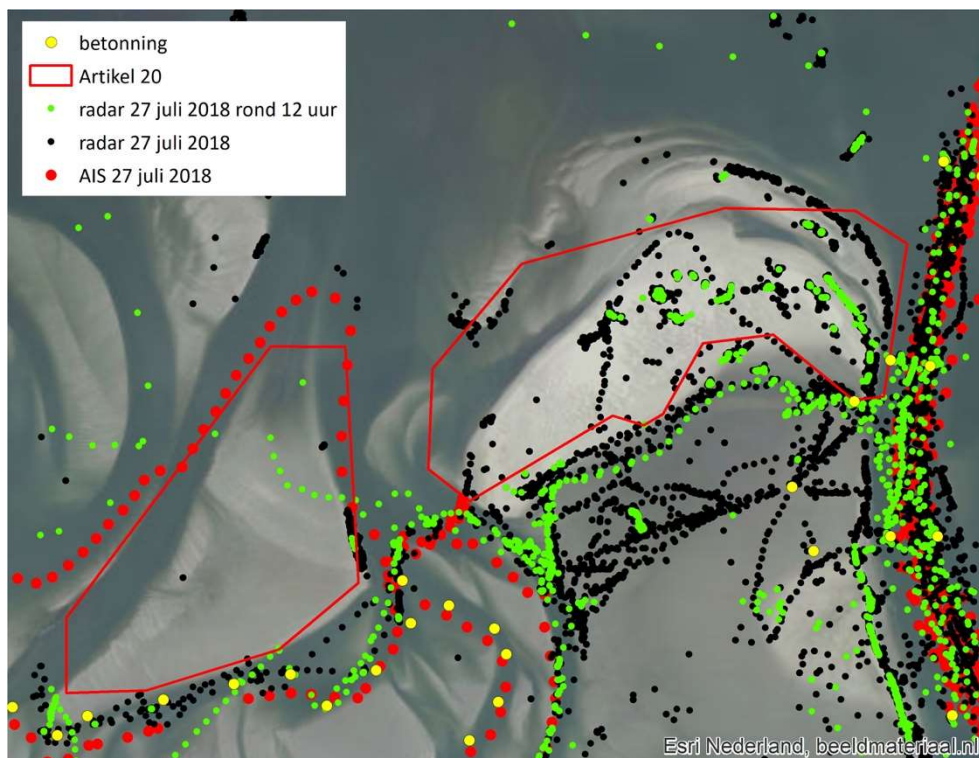 betonning
Artikel 20
radar 27 juli 2018 rond 12 uur
radar 27 juli 2018
AIS 27 juli 2018
Esri Nederland, beeldmateriaal.nl